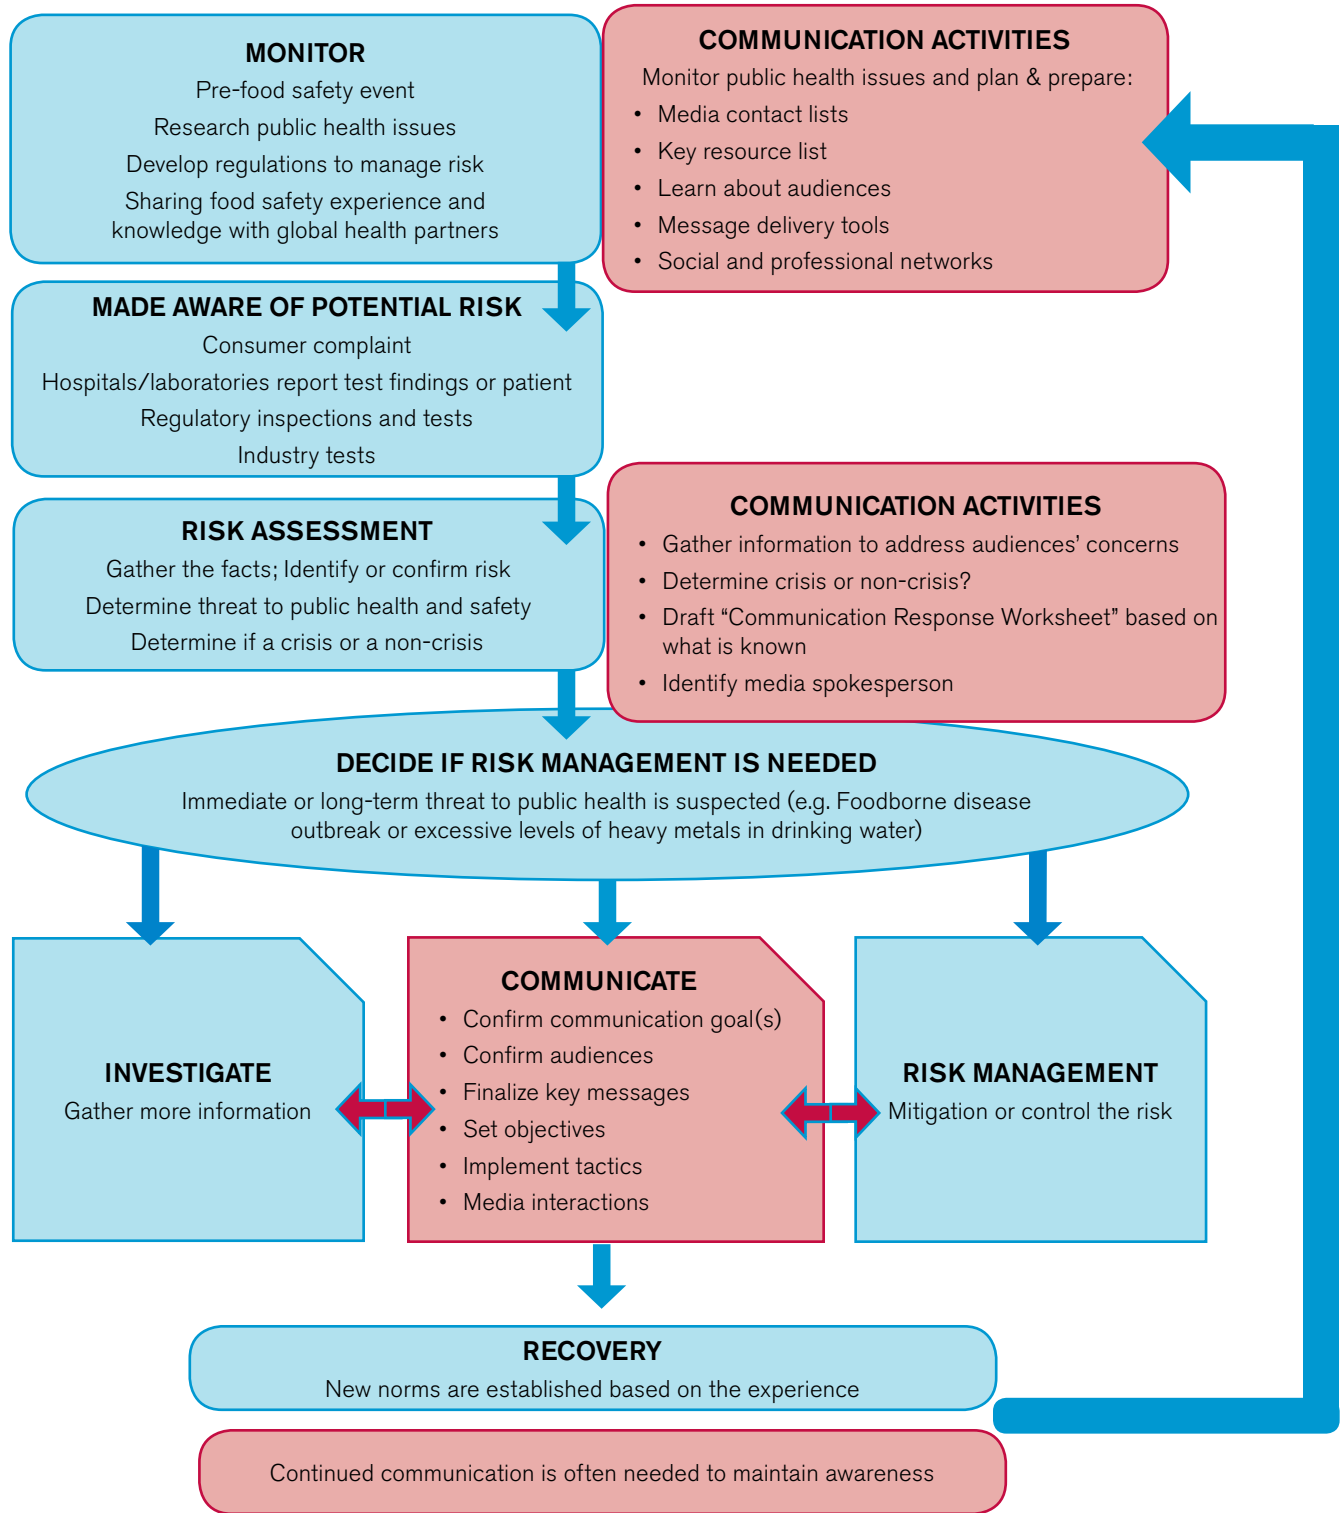 MONITOR
Pre-food safety event
Research public health issues
Develop regulations to manage risk
Sharing food safety experience and
knowledge with global health partners
COMMUNICATION ACTIVITIES
Monitor public health issues and plan & prepare:
• Media contact lists
• Key resource list
• Learn about audiences
• Message delivery tools
• Social and professional networks
MADE AWARE OF POTENTIAL RISK
Consumer complaint
Hospitals/laboratories report test findings or patient
Regulatory inspections and tests
Industry tests
RISK ASSESSMENT
Gather the facts; Identify or confirm risk
Determine threat to public health and safety
Determine if a crisis or a non-crisis
COMMUNICATION ACTIVITIES
• Gather information to address audiences’ concerns
• Determine crisis or non-crisis?
• Draft “Communication Response Worksheet” based on
what is known
• Identify media spokesperson
DECIDE IF RISK MANAGEMENT IS NEEDED
Immediate or long-term threat to public health is suspected (e.g. Foodborne disease
outbreak or excessive levels of heavy metals in drinking water)
INVESTIGATE
Gather more information
COMMUNICATE
• Confirm communication goal(s)
• Confirm audiences
• Finalize key messages
• Set objectives
• Implement tactics
• Media interactions
RISK MANAGEMENT
Mitigation or control the risk
RECOVERY
New norms are established based on the experience
Continued communication is often needed to maintain awareness